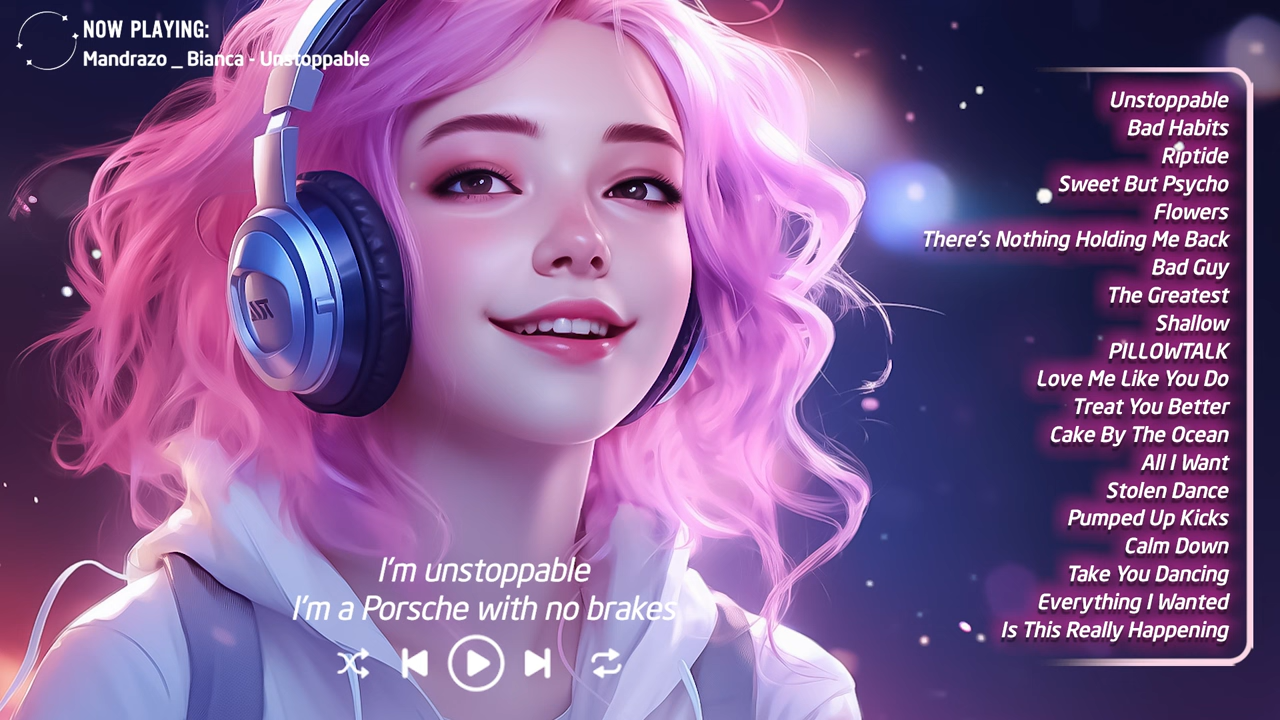 NOW PLAYING:
Mandrazo _ Bianca - Unstoppable
Unstoppable
Bad Habits
Riptide
Sweet But Psycho
Flowers
There's Nothing Holding Me Back
Bad Guy
The Greatest
Shallow
PILLOWTALK
Love Me Like You Do
Treat You Better
Cake By The Ocean
All I Want
Stolen Dance
Pumped Up Kicks
Calm Down
Take You Dancing
Everything I Wanted
Is This Really Happening
I'm unstoppable
I'm a Porsche with no brakes